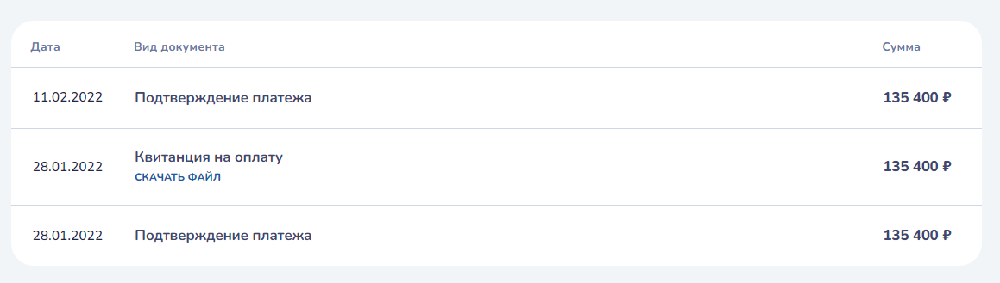 Дата Вид документа Сумма
11.02.2022 Подтверждение платежа 135 400 ₽
28.01.2022 Квитанция на оплату 135 400 ₽
СКАЧАТЬ ФАЙЛ
28.01.2022 Подтверждение платежа 135 400 ₽